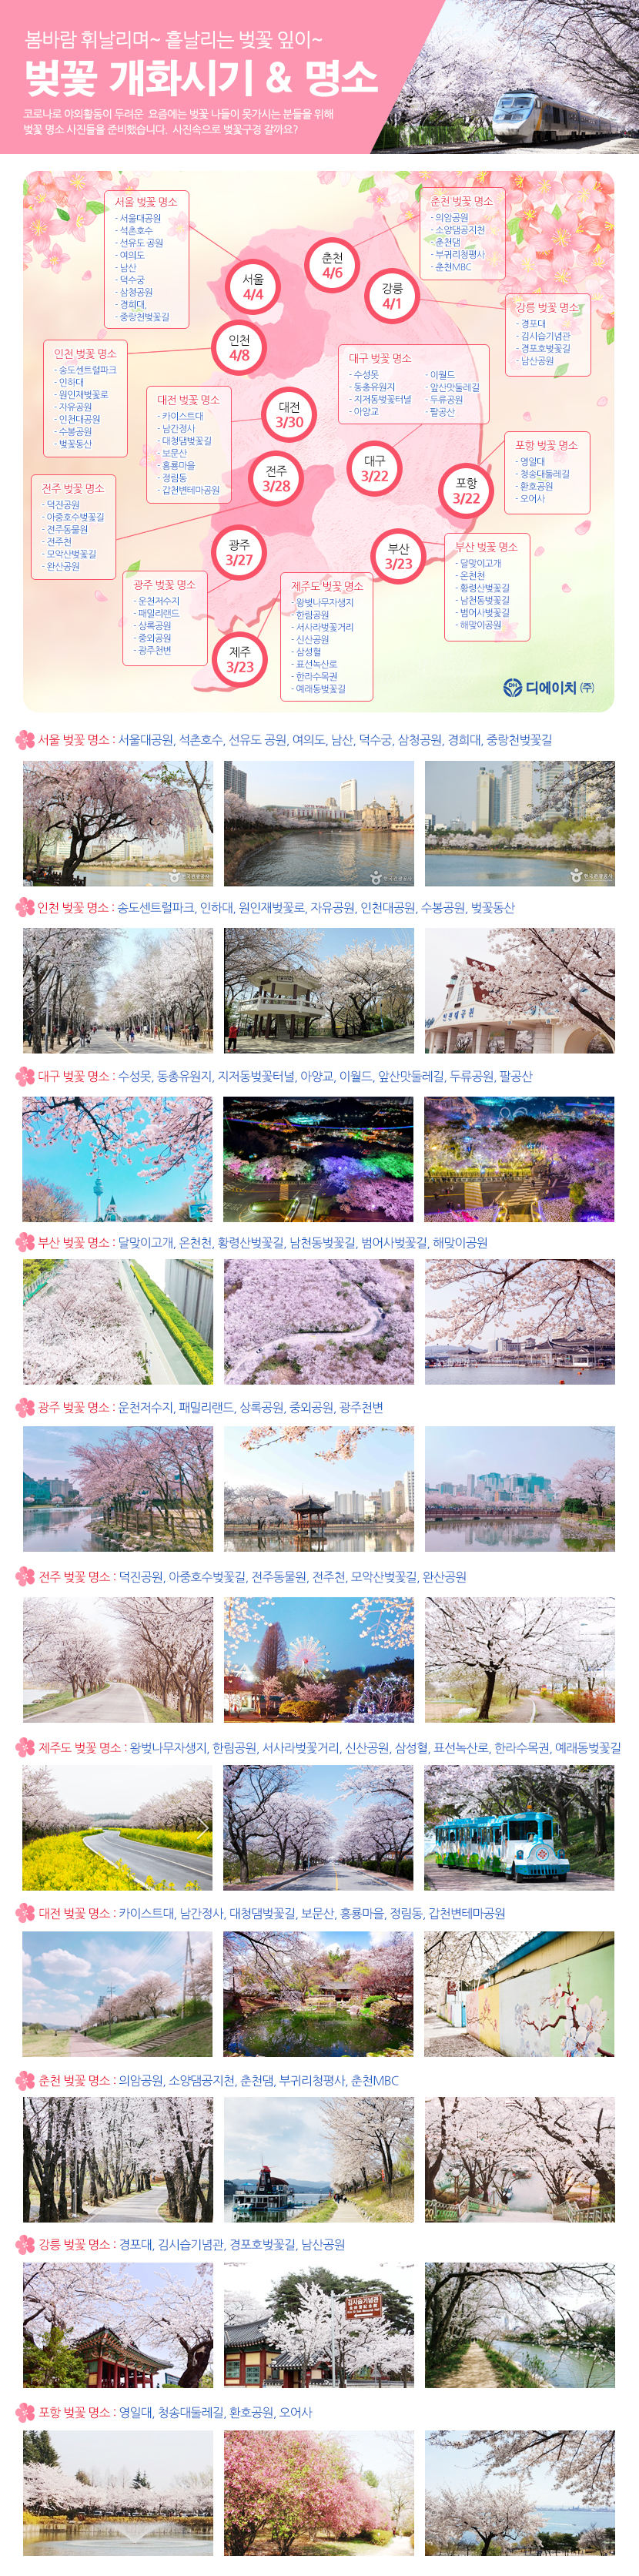 봄바람 휘날리며~ 흩날리는 벚꽃 잎이~
벚꽃 개화시기 & 명소
코로나로 야외활동이 두려운 요즘에는 벚꽃 나들이 못가시는 분들을 위해
벚꽃 명소 사진들을 준비했습니다. 사진속으로 벚꽃구경 갈까요?
서울 벚꽃 명소
- 서울대공원
- 석촌호수
- 선유도 공원
- 여의도
- 남산
- 덕수궁
- 삼청공원
- 경희대,
- 중랑천벚꽃길
춘천 벚꽃 명소
- 의암공원
- 소양댐공지천
- 춘천댐
- 부귀리청평사
- 춘천MBC
서울
4/4
춘천
4/6
강릉
4/1
강릉 벚꽃 명소
- 경포대
- 김시습기념관
- 경포호벚꽃길
- 남산공원
인천
4/8
인천 벚꽃 명소
- 송도센트럴파크
- 인하대
- 원인재벚꽃로
- 자유공원
- 인천대공원
- 수봉공원
- 벚꽃동산
대구 벚꽃 명소
- 수성못
- 동촌유원지
- 지저동벚꽃터널
- 아양교
- 이월드
- 앞산맛둘레길
- 두류공원
- 팔공산
대전 벚꽃 명소
- 카이스트대
- 남간정사
- 대청댐벚꽃길
- 보문산
- 흥룡마을
- 정림동
- 갑천변테마공원
대전
3/30
포항 벚꽃 명소
- 영일대
- 청송대둘레길
- 환호공원
- 오어사
전주
3/28
대구
3/22
포항
3/22
전주 벚꽃 명소
- 덕진공원
- 아중호수벚꽃길
- 전주동물원
- 전주천
- 모악산벚꽃길
- 완산공원
광주
3/27
부산
3/23
부산 벚꽃 명소
- 달맞이고개
- 온천천
- 황령산벚꽃길
- 남천동벚꽃길
- 범어사벚꽃길
- 해맞이공원
광주 벚꽃 명소
- 운천저수지
- 패밀리랜드
- 상록공원
- 중외공원
- 광주천변
제주도 벚꽃 명소
- 왕벚나무자생지
- 한림공원
- 서사라벚꽃거리
- 신산공원
- 삼성혈
- 표선녹산로
- 한라수목권
- 예래동벚꽃길
제주
3/23
디에이치 (주)
서울 벚꽃 명소 : 서울대공원, 석촌호수, 선유도 공원, 여의도, 남산, 덕수궁, 삼청공원, 경희대, 중랑천벚꽃길
한국관광공사
한국관광공사
한국관광공사
인천 벚꽃 명소 : 송도센트럴파크, 인하대, 원인재벚꽃로, 자유공원, 인천대공원, 수봉공원, 벚꽃동산
인천대공원
대구 벚꽃 명소 : 수성못, 동촌유원지, 지저동벚꽃터널, 아양교, 이월드, 앞산맛둘레길, 두류공원, 팔공산
부산 벚꽃 명소 : 달맞이고개, 온천천, 황령산벚꽃길, 남천동벚꽃길, 범어사벚꽃길, 해맞이공원
광주 벚꽃 명소 : 운천저수지, 패밀리랜드, 상록공원, 중외공원, 광주천변
전주 벚꽃 명소 : 덕진공원, 아중호수벚꽃길, 전주동물원, 전주천, 모악산벚꽃길, 완산공원
제주도 벚꽃 명소 : 왕벚나무자생지, 한림공원, 서사라벚꽃거리, 신산공원, 삼성혈, 표선녹산로, 한라수목권, 예래동벚꽃길
대전 벚꽃 명소 : 카이스트대, 남간정사, 대청댐벚꽃길, 보문산, 흥룡마을, 정림동, 갑천변테마공원
춘천 벚꽃 명소 : 의암공원, 소양댐공지천, 춘천댐, 부귀리청평사, 춘천MBC
강릉 벚꽃 명소 : 경포대, 김시습기념관, 경포호벚꽃길, 남산공원
김시습기념관
포항 벚꽃 명소 : 영일대, 청송대둘레길, 환호공원, 오어사